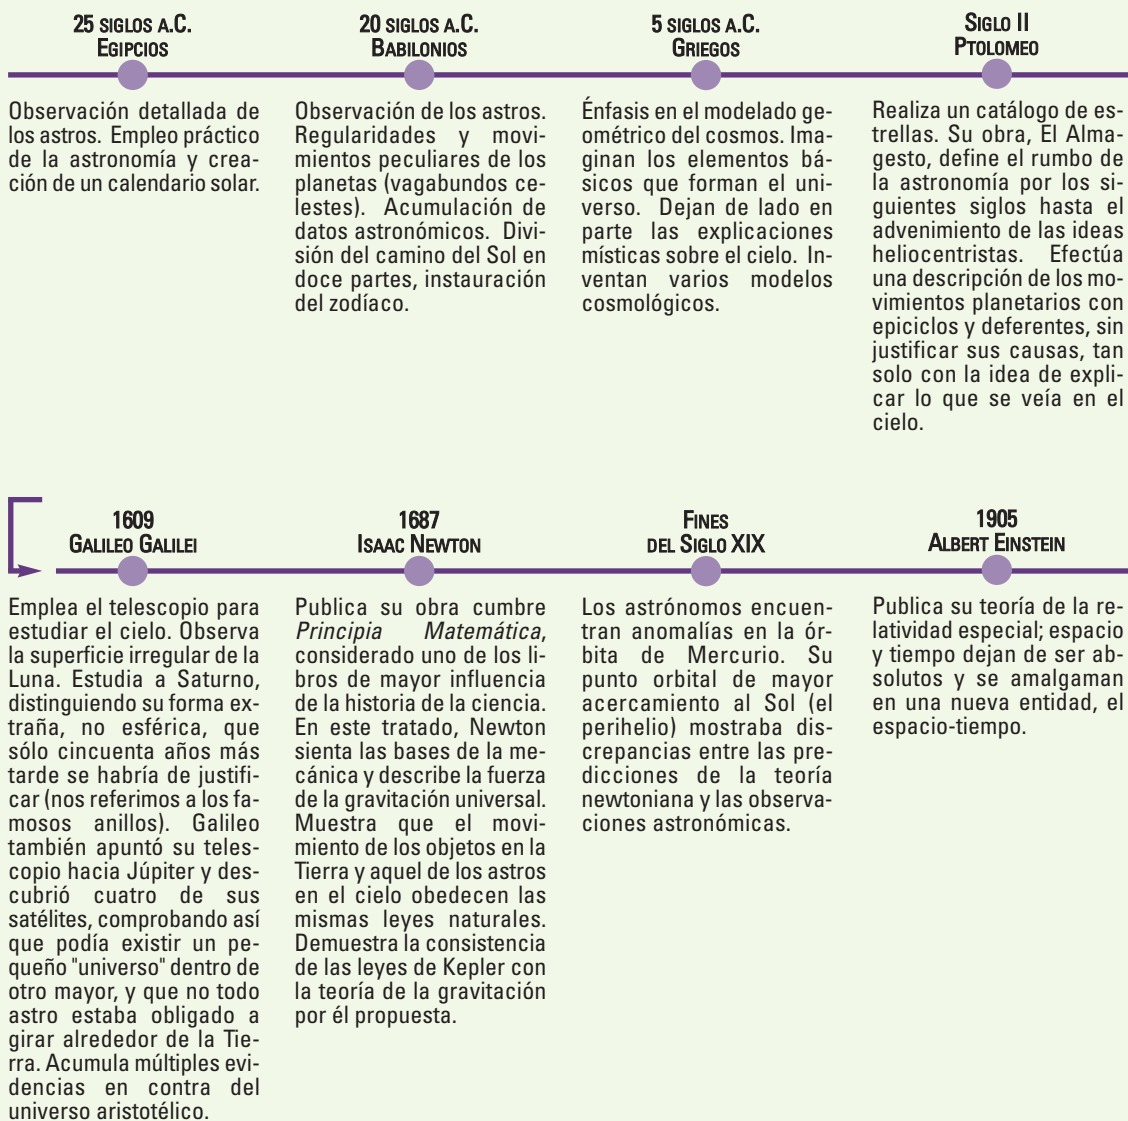 25 SIGLOS A.C.
EGIPCIOS
Observación detallada de
los astros. Empleo práctico
de la astronomía y crea-
ción de un calendario solar.
20 SIGLOS A.C.
BABILONIOS
Observación de los astros.
Regularidades y movi-
mientos peculiares de los
planetas (vagabundos ce-
lestes). Acumulación de
datos astronómicos. Divi-
sión del camino del Sol en
doce partes, instauración
del zodíaco.
5 SIGLOS A.C.
GRIEGOS
Énfasis en el modelado ge-
ométrico del cosmos. Ima-
ginan los elementos bá-
sicos que forman el uni-
verso. Dejan de lado en
parte las explicaciones
místicas sobre el cielo. In-
ventan varios modelos
cosmológicos.
SIGLO II
PTOLOMEO
Realiza un catálogo de es-
trellas. Su obra, El Alma-
gesto, define el rumbo de
la astronomía por los si-
guientes siglos hasta el
advenimiento de las ideas
heliocentristas. Efectúa
una descripción de los mo-
vimientos planetarios con
epiciclos y deferentes, sin
justificar sus causas, tan
solo con la idea de expli-
car lo que se veía en el
cielo.
1609
GALILEO GALILEI
Emplea el telescopio para
estudiar el cielo. Observa
la superficie irregular de la
Luna. Estudia a Saturno,
distinguiendo su forma ex-
traña, no esférica, que
sólo cincuenta años más
tarde se habría de justifi-
car (nos referimos a los fa-
mosos anillos). Galileo
también apuntó su teles-
copio hacia Júpiter y des-
cubrió cuatro de sus
satélites, comprobando así
que podía existir un pe-
queño "universo" dentro de
otro mayor, y que no todo
astro estaba obligado a
girar alrededor de la Tie-
rra. Acumula múltiples evi-
dencias en contra del
universo aristotélico.
1687
ISAAC NEWTON
Publica su obra cumbre
Principia Matemática,
considerado uno de los li-
bros de mayor influencia
de la historia de la ciencia.
En este tratado, Newton
sienta las bases de la me-
cánica y describe la fuerza
de la gravitación universal.
Muestra que el movi-
miento de los objetos en la
Tierra y aquel de los astros
en el cielo obedecen las
mismas leyes naturales.
Demuestra la consistencia
de las leyes de Kepler con
la teoría de la gravitación
por él propuesta.
FINES
DEL SIGLO XIX
Los astrónomos encuen-
tran anomalías en la ór-
bita de Mercurio. Su
punto orbital de mayor
acercamiento al Sol (el
perihelio) mostraba dis-
crepancias entre las pre-
dicciones de la teoría
newtoniana y las observa-
ciones astronómicas.
1905
ALBERT EINSTEIN
Publica su teoría de la re-
latividad especial; espacio
y tiempo dejan de ser ab-
solutos y se amalgaman
en una nueva entidad, el
espacio-tiempo.